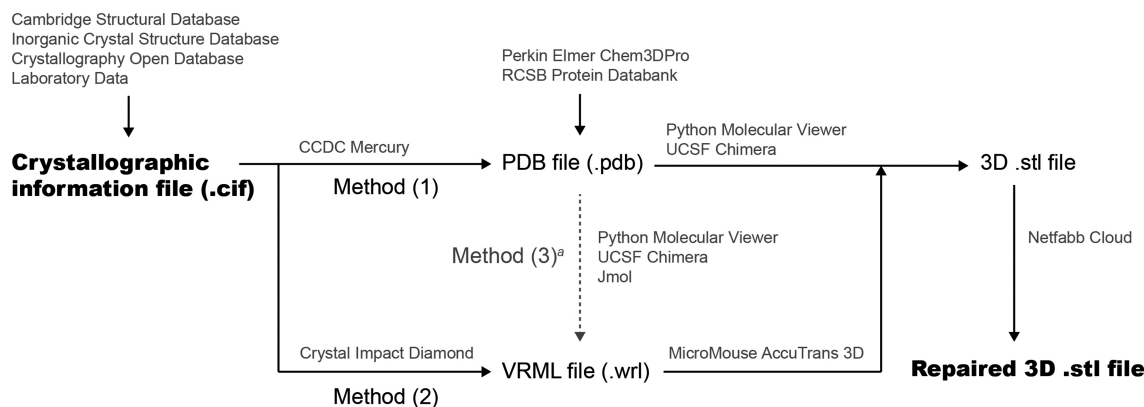 Cambridge Structural Database
Inorganic Crystal Structure Database
Crystallography Open Database
Laboratory Data
Perkin Elmer Chem3DPro
RCSB Protein Databank
Crystallographic
information file (.cif)
CCDC Mercury
Method (1)
PDB file (.pdb)
Python Molecular Viewer
UCSF Chimera
3D .stl file
Method (3)ᵃ
Python Molecular Viewer
UCSF Chimera
Jmol
Netfabb Cloud
Crystal Impact Diamond
Method (2)
VRML file (.wrl)
MicroMouse AccuTrans 3D
Repaired 3D .stl file